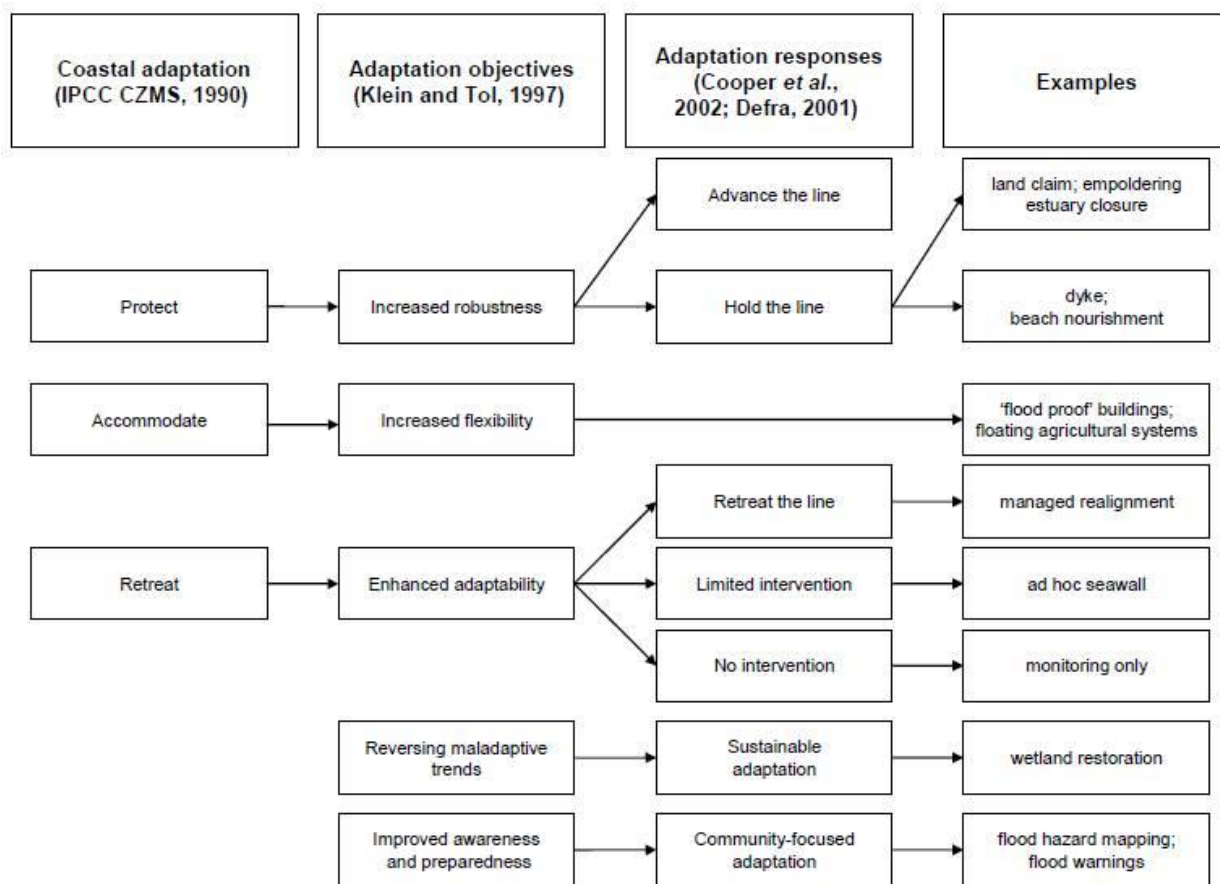 Coastal adaptation
(IPCC CZMS, 1990)
Adaptation objectives
(Klein and Tol, 1997)
Adaptation responses
(Cooper et al.,
2002; Defra, 2001)
Examples
Advance the line
land claim; empoldering
estuary closure
Protect
Increased robustness
Hold the line
dyke;
beach nourishment
Accommodate
Increased flexibility
'flood proof' buildings;
floating agricultural systems
Retreat the line
managed realignment
Retreat
Enhanced adaptability
Limited intervention
ad hoc seawall
No intervention
monitoring only
Reversing maladaptive
trends
Sustainable
adaptation
wetland restoration
Improved awareness
and preparedness
Community-focused
adaptation
flood hazard mapping;
flood warnings